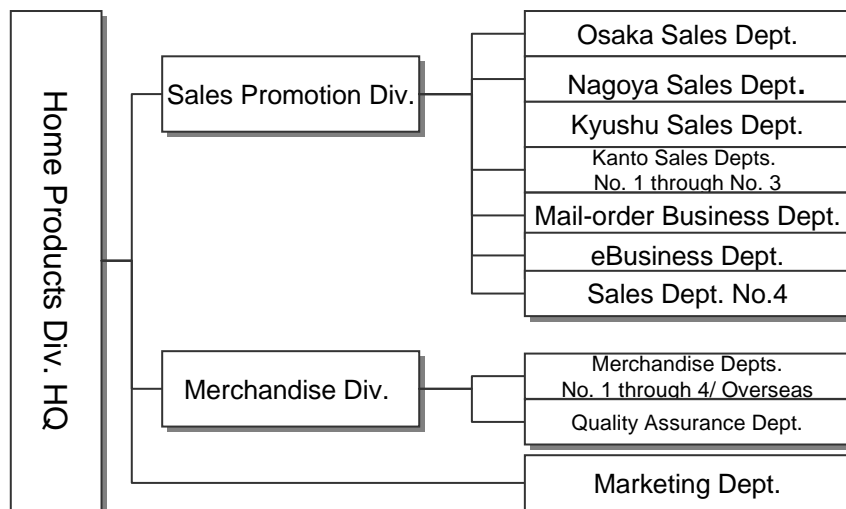 Home Products Div. HQ
Sales Promotion Div.
Osaka Sales Dept.
Nagoya Sales Dept.
Kyushu Sales Dept.
Kanto Sales Depts.
No. 1 through No. 3
Mail-order Business Dept.
eBusiness Dept.
Sales Dept. No.4
Merchandise Div.
Merchandise Depts.
No. 1 through 4/ Overseas
Quality Assurance Dept.
Marketing Dept.